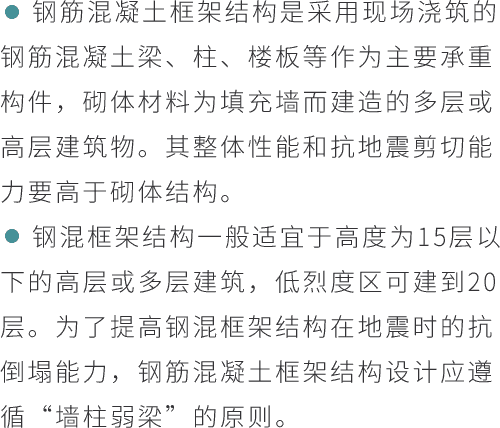 ● 钢筋混凝土框架结构是采用现场浇筑的
钢筋混凝土梁、柱、楼板等作为主要承重
构件，砌体材料为填充墙而建造的多层或
高层建筑物。其整体性能和抗地震剪切能
力要高于砌体结构。
● 钢混框架结构一般适宜于高度为15层以
下的高层或多层建筑，低烈度区可建到20
层。为了提高钢混框架结构在地震时的抗
倒塌能力，钢筋混凝土框架结构设计应遵
循“墙柱弱梁”的原则。